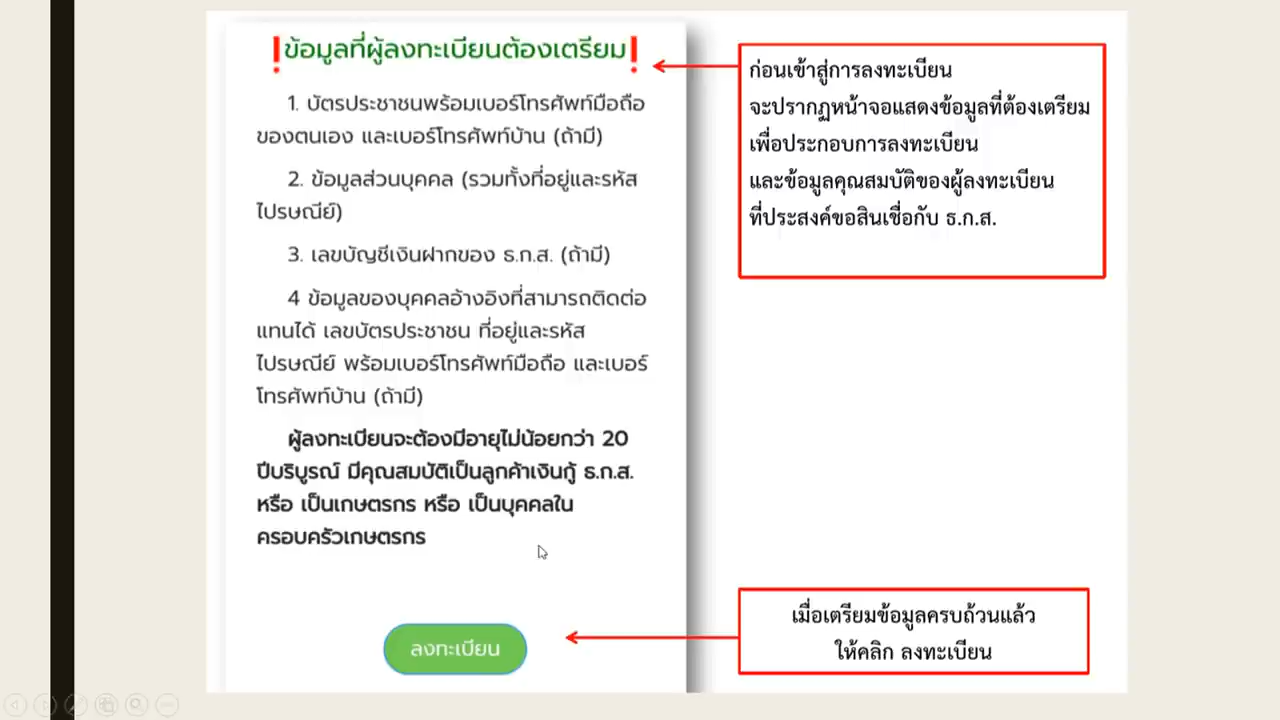 ❗ข้อมูลที่ผู้ลงทะเบียนต้องเตรียม❗
1. บัตรประชาชนพร้อมเบอร์โทรศัพท์มือถือ
ของตนเอง และเบอร์โทรศัพท์บ้าน (ถ้ามี)
2. ข้อมูลส่วนบุคคล (รวมทั้งที่อยู่และรหัส
ไปรษณีย์)
3. เลขบัญชีเงินฝากของ ธ.ก.ส. (ถ้ามี)
4 ข้อมูลของบุคคลอ้างอิงที่สามารถติดต่อ
แทนได้ เลขบัตรประชาชน ที่อยู่และรหัส
ไปรษณีย์ พร้อมเบอร์โทรศัพท์มือถือ และเบอร์
โทรศัพท์บ้าน (ถ้ามี)
ผู้ลงทะเบียนจะต้องมีอายุไม่น้อยกว่า 20
ปีบริบูรณ์ มีคุณสมบัติเป็นลูกค้าเงินกู้ ธ.ก.ส.
หรือ เป็นเกษตรกร หรือ เป็นบุคคลใน
ครอบครัวเกษตรกร
ลงทะเบียน
ก่อนเข้าสู่การลงทะเบียน
จะปรากฏหน้าจอแสดงข้อมูลที่ต้องเตรียม
เพื่อประกอบการลงทะเบียน
และข้อมูลคุณสมบัติของผู้ลงทะเบียน
ที่ประสงค์ขอสินเชื่อกับ ธ.ก.ส.
เมื่อเตรียมข้อมูลครบถ้วนแล้ว
ให้คลิก ลงทะเบียน